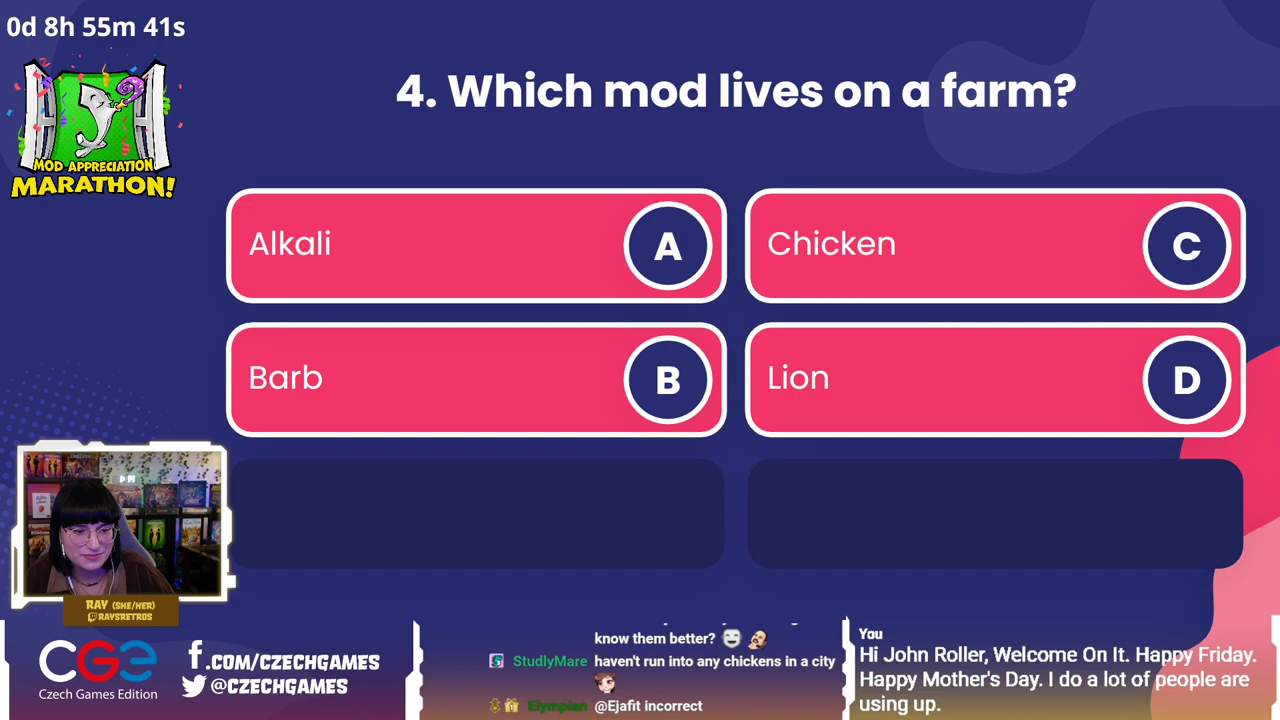 0d 8h 55m 41s
MOD APPRECIATION
MARATHON!
4. Which mod lives on a farm?
Alkali
A
Chicken
C
Barb
B
Lion
D
RAY (SHE/HER)
RAYSRETROS
CGE
Czech Games Edition
f.COM/CZECHGAMES
@CZECHGAMES
know them better?
StudlyMare haven't run into any chickens in a city
Elympian @Ejafit incorrect
You
Hi John Roller, Welcome On It. Happy Friday.
Happy Mother's Day. I do a lot of people are
using up.